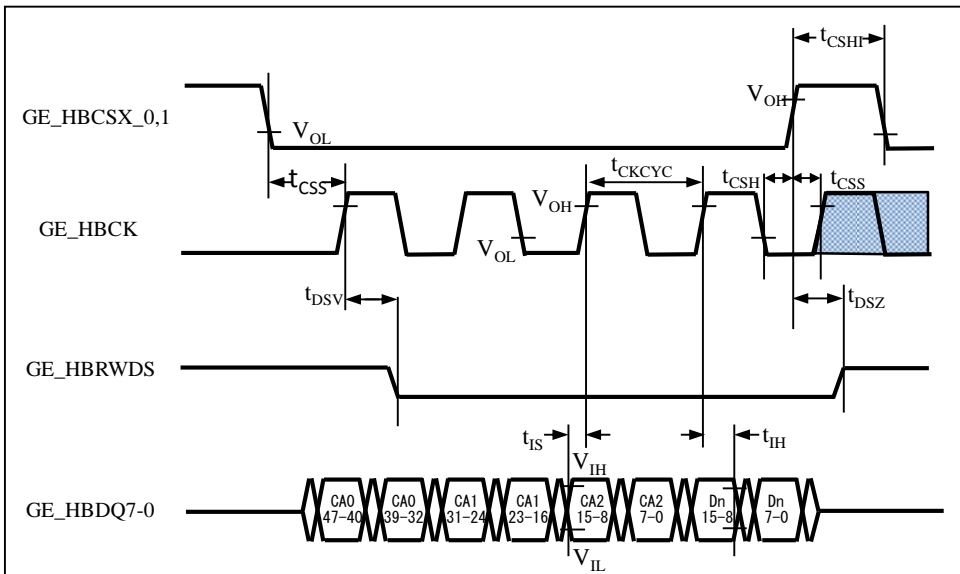 tCSHI
GE_HBCSX_0,1
VOH
VOL
tCSS
tCKCYC
tCSH
tCSS
GE_HBCK
VOH
VOL
tDSV
tDSZ
GE_HBRWDS
tIS
VIH
tIH
GE_HBDQ7-0
CA0 47-40
CA0 39-32
CA1 31-24
CA1 23-16
CA2 15-8
CA2 7-0
Dn 15-8
Dn 7-0
VIL